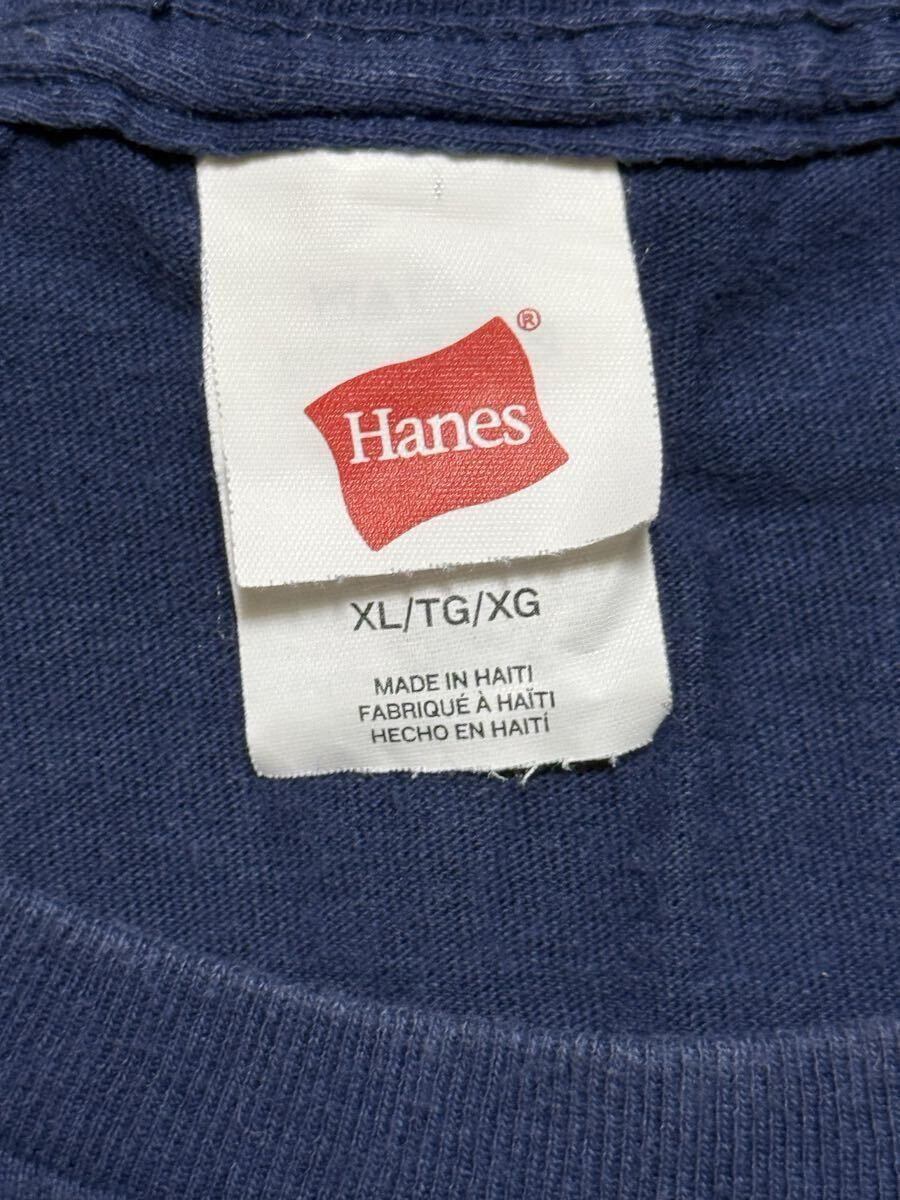 ®
Hanes
XL/TG/XG
MADE IN HAITI
FABRIQUÉ À HAÏTI
HECHO EN HAITÍ